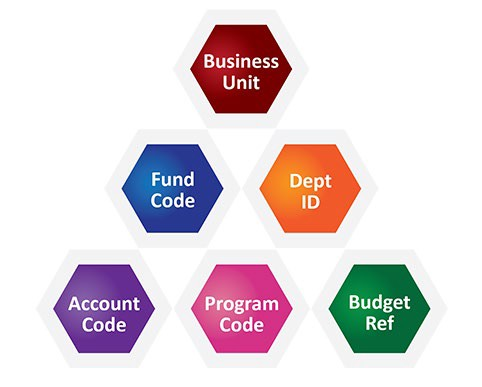 Business
Unit
Fund
Code
Dept
ID
Account
Code
Program
Code
Budget
Ref